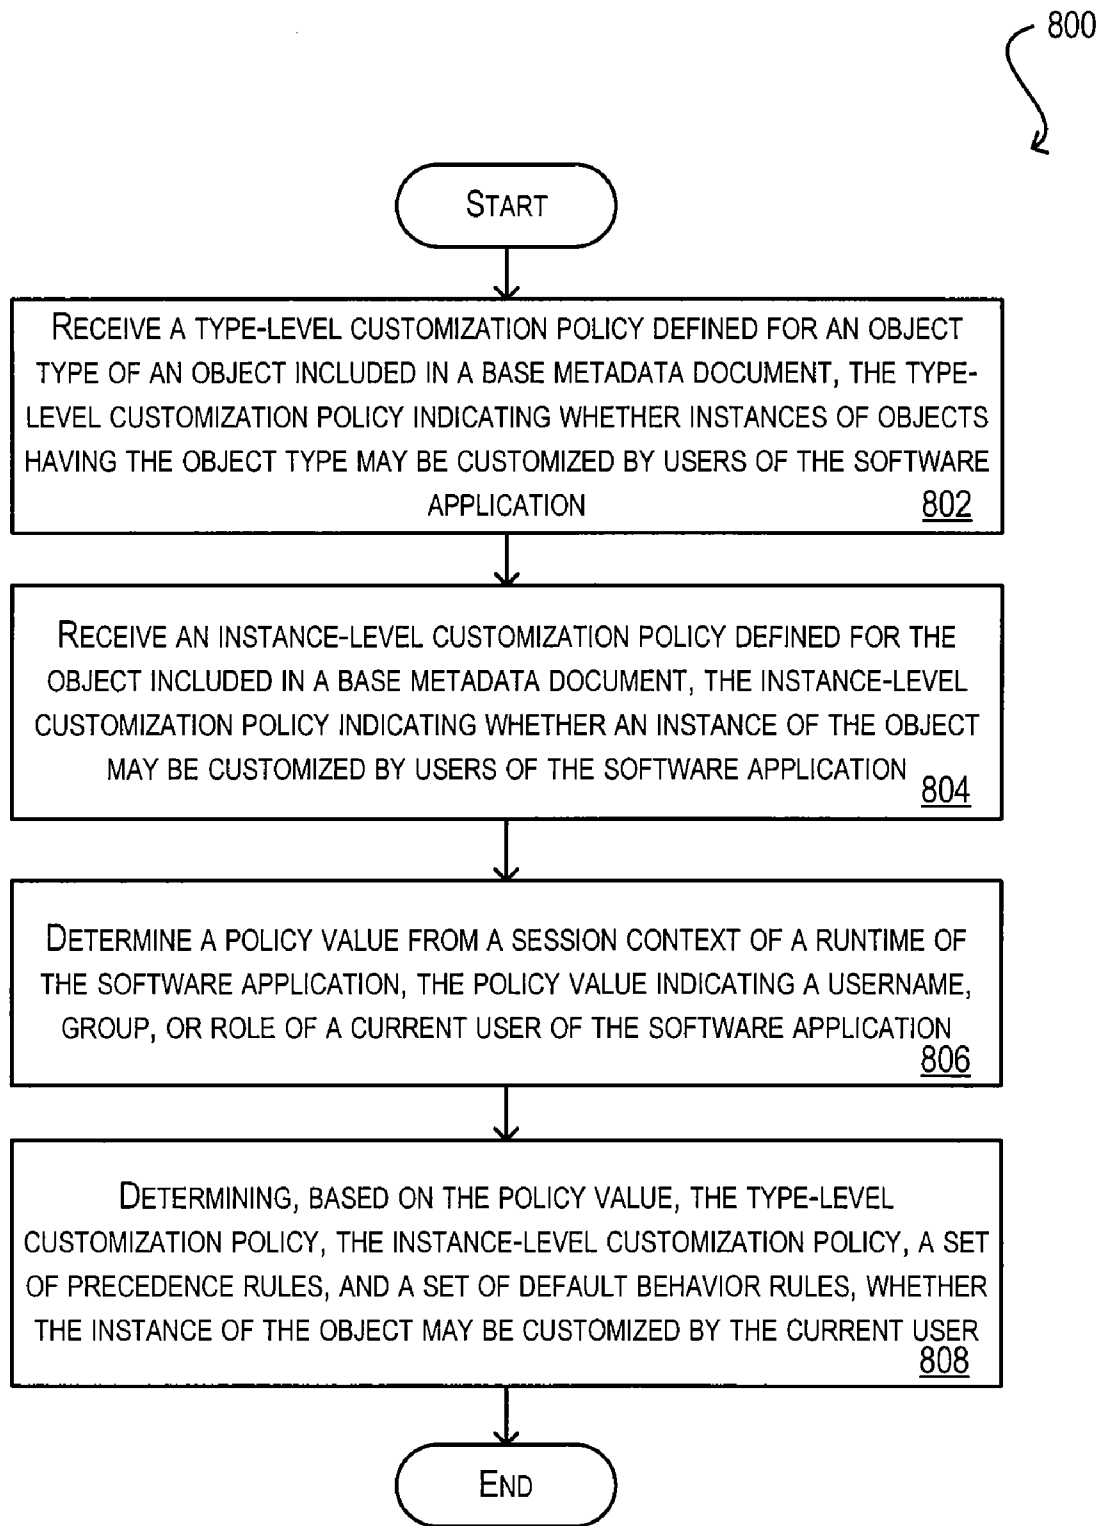 800
START
RECEIVE A TYPE-LEVEL CUSTOMIZATION POLICY DEFINED FOR AN OBJECT
TYPE OF AN OBJECT INCLUDED IN A BASE METADATA DOCUMENT, THE TYPE-
LEVEL CUSTOMIZATION POLICY INDICATING WHETHER INSTANCES OF OBJECTS
HAVING THE OBJECT TYPE MAY BE CUSTOMIZED BY USERS OF THE SOFTWARE
APPLICATION 802
RECEIVE AN INSTANCE-LEVEL CUSTOMIZATION POLICY DEFINED FOR THE
OBJECT INCLUDED IN A BASE METADATA DOCUMENT, THE INSTANCE-LEVEL
CUSTOMIZATION POLICY INDICATING WHETHER AN INSTANCE OF THE OBJECT
MAY BE CUSTOMIZED BY USERS OF THE SOFTWARE APPLICATION
804
DETERMINE A POLICY VALUE FROM A SESSION CONTEXT OF A RUNTIME OF
THE SOFTWARE APPLICATION, THE POLICY VALUE INDICATING A USERNAME,
GROUP, OR ROLE OF A CURRENT USER OF THE SOFTWARE APPLICATION
806
DETERMINING, BASED ON THE POLICY VALUE, THE TYPE-LEVEL
CUSTOMIZATION POLICY, THE INSTANCE-LEVEL CUSTOMIZATION POLICY, A SET
OF PRECEDENCE RULES, AND A SET OF DEFAULT BEHAVIOR RULES, WHETHER
THE INSTANCE OF THE OBJECT MAY BE CUSTOMIZED BY THE CURRENT USER
808
END